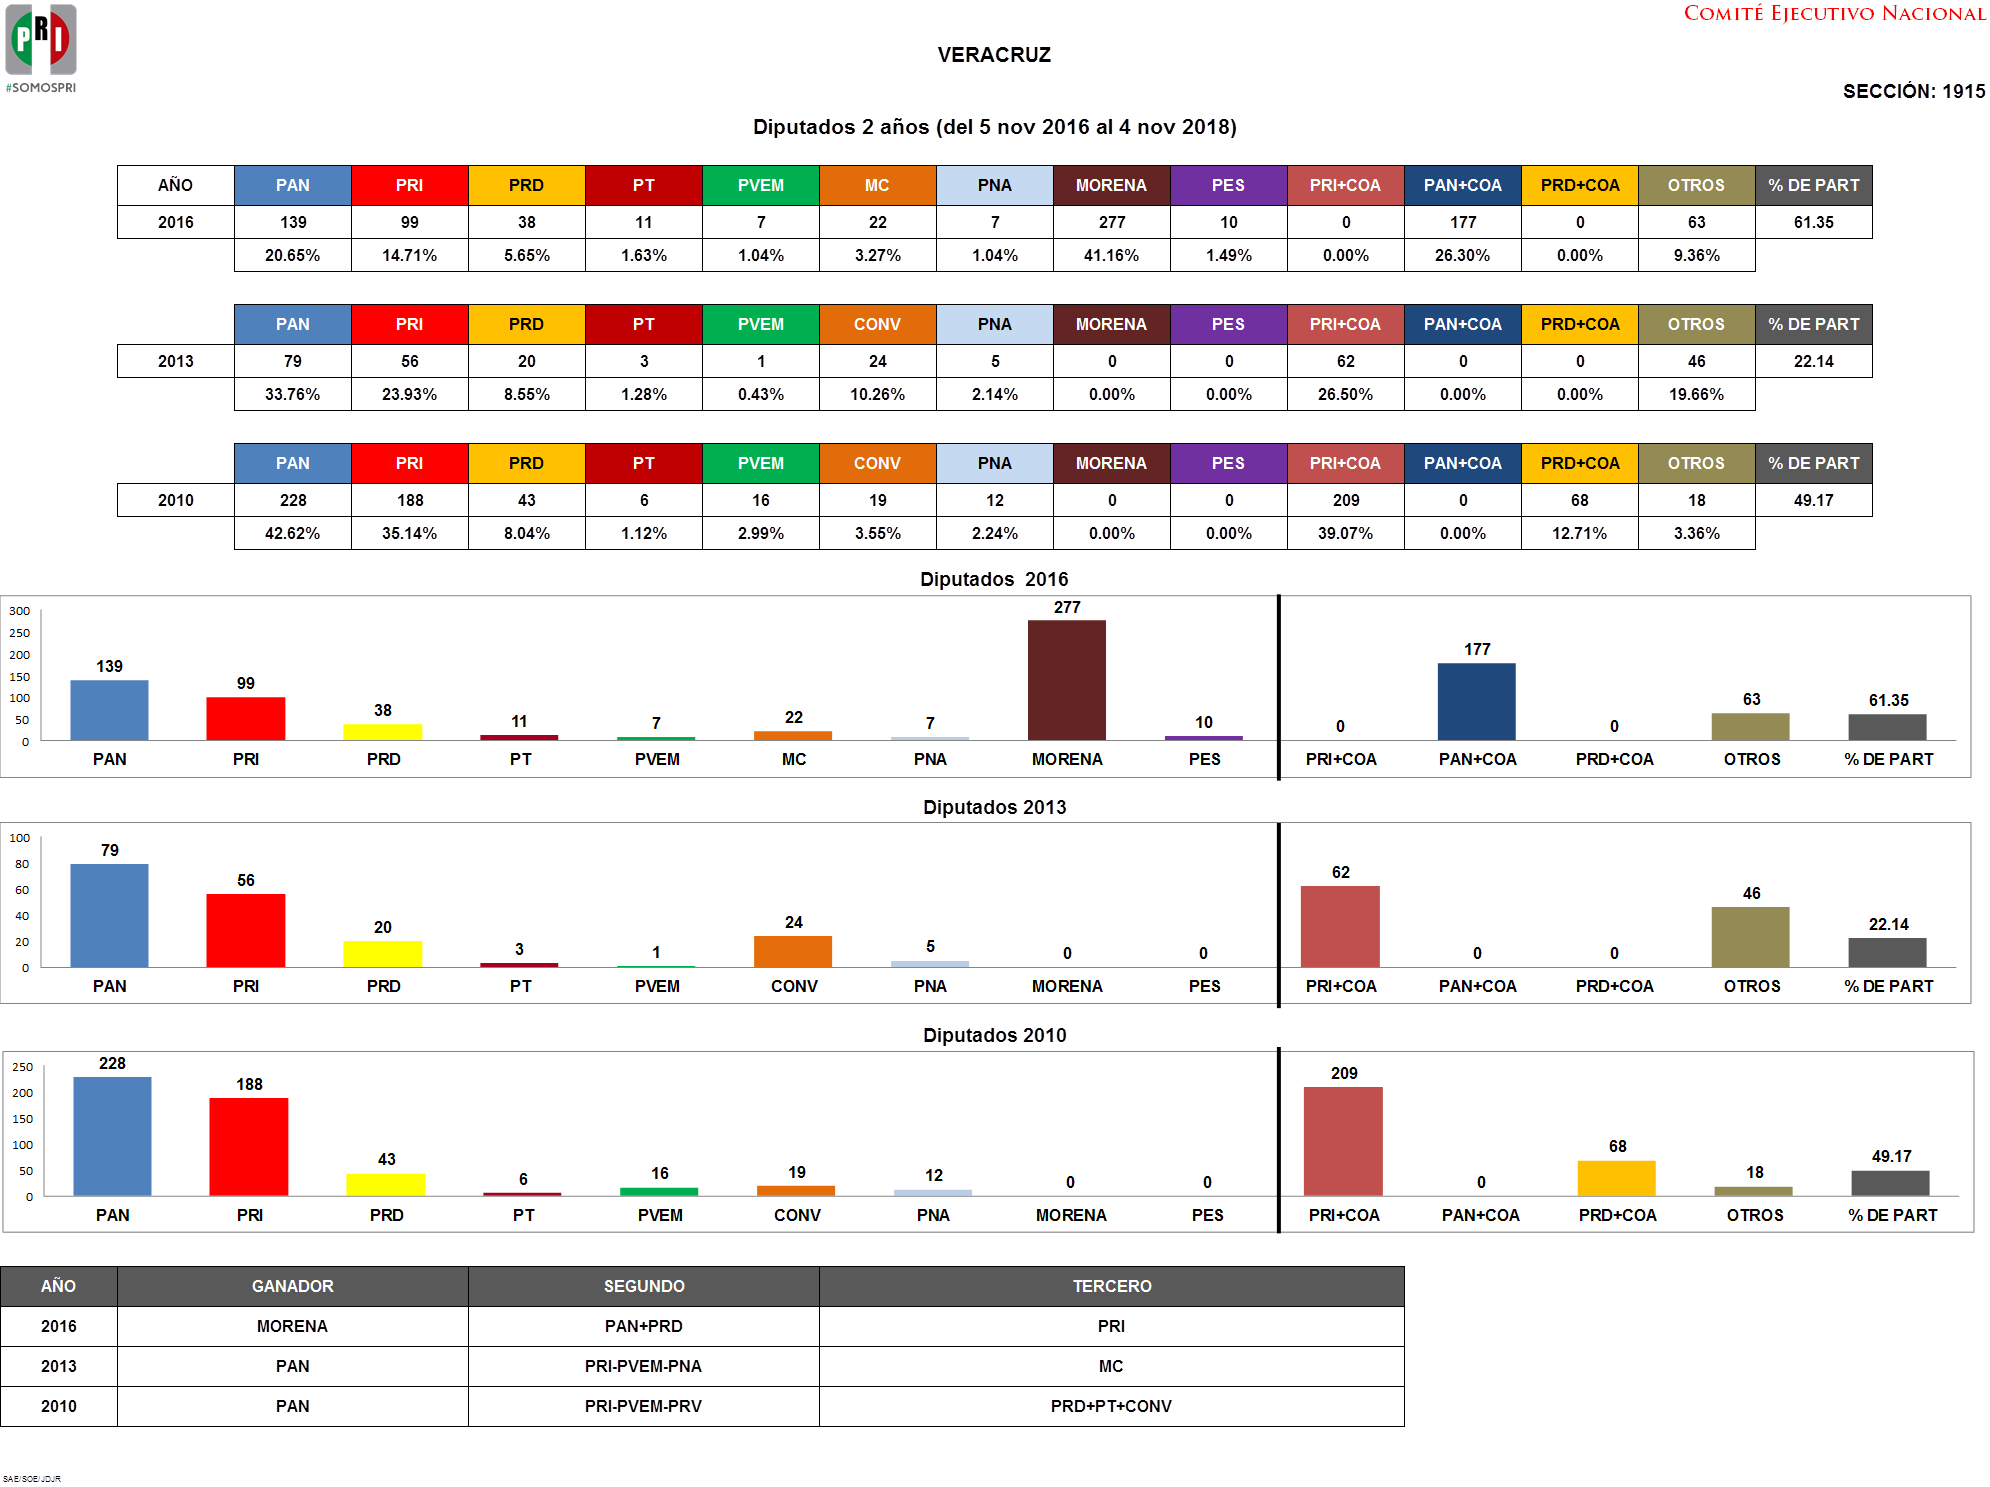 PRI
#SOMOSPRI
COMITÉ EJECUTIVO NACIONAL
VERACRUZ
SECCIÓN: 1915
Diputados 2 años (del 5 nov 2016 al 4 nov 2018)
AÑO PAN PRI PRD PT PVEM MC PNA MORENA PES PRI+COA PAN+COA PRD+COA OTROS % DE PART
2016 139 99 38 11 7 22 7 277 10 0 177 0 63 61.35
20.65% 14.71% 5.65% 1.63% 1.04% 3.27% 1.04% 41.16% 1.49% 0.00% 26.30% 0.00% 9.36%
PAN PRI PRD PT PVEM CONV PNA MORENA PES PRI+COA PAN+COA PRD+COA OTROS % DE PART
2013 79 56 20 3 1 24 5 0 0 62 0 0 46 22.14
33.76% 23.93% 8.55% 1.28% 0.43% 10.26% 2.14% 0.00% 0.00% 26.50% 0.00% 0.00% 19.66%
PAN PRI PRD PT PVEM CONV PNA MORENA PES PRI+COA PAN+COA PRD+COA OTROS % DE PART
2010 228 188 43 6 16 19 12 0 0 209 0 68 18 49.17
42.62% 35.14% 8.04% 1.12% 2.99% 3.55% 2.24% 0.00% 0.00% 39.07% 0.00% 12.71% 3.36%
Diputados 2016
300
250
200
150
100
50
0
139 99 38 11 7 22 7 277 10 0 177 0 63 61.35
PAN PRI PRD PT PVEM MC PNA MORENA PES PRI+COA PAN+COA PRD+COA OTROS % DE PART
Diputados 2013
100
80
60
40
20
0
79 56 20 3 1 24 5 0 0 62 0 0 46 22.14
PAN PRI PRD PT PVEM CONV PNA MORENA PES PRI+COA PAN+COA PRD+COA OTROS % DE PART
Diputados 2010
250
200
150
100
50
0
228 188 43 6 16 19 12 0 0 209 0 68 18 49.17
PAN PRI PRD PT PVEM CONV PNA MORENA PES PRI+COA PAN+COA PRD+COA OTROS % DE PART
AÑO GANADOR SEGUNDO TERCERO
2016 MORENA PAN+PRD PRI
2013 PAN PRI-PVEM-PNA MC
2010 PAN PRI-PVEM-PRV PRD+PT+CONV
SAE/SOE/JDJR